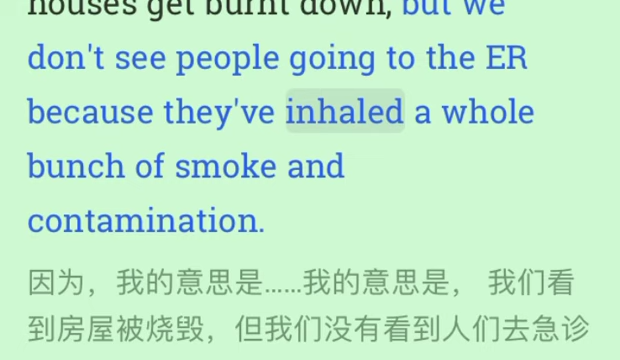 houses get burnt down, but we
don't see people going to the ER
because they've inhaled a whole
bunch of smoke and
contamination.
因为，我的意思是……我的意思是， 我们看
到房屋被烧毁，但我们没有看到人们去急诊